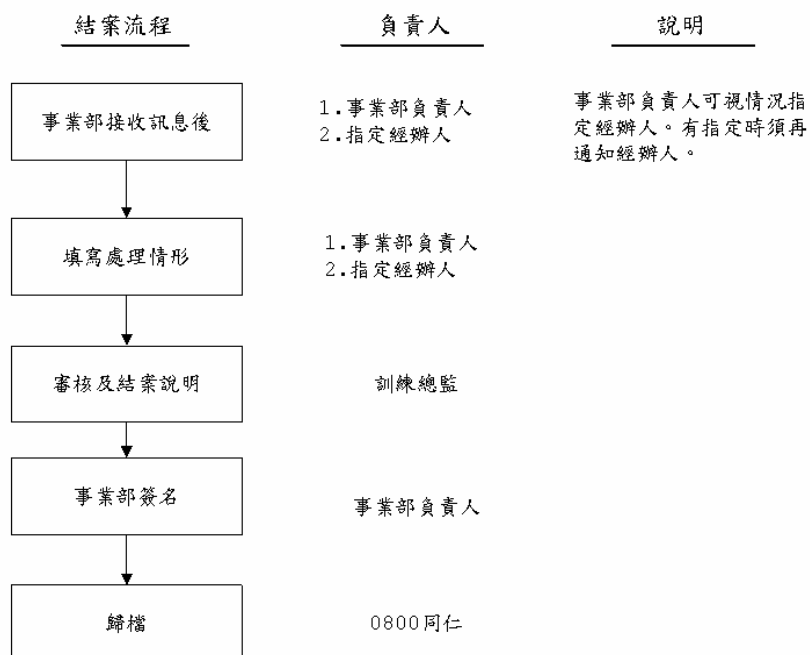 結案流程
負責人
說明
事業部接收訊息後
1.事業部負責人
2.指定經辦人
事業部負責人可視情況指
定經辦人。有指定時須再
通知經辦人。
填寫處理情形
1.事業部負責人
2.指定經辦人
審核及結案說明
訓練總監
事業部簽名
事業部負責人
歸檔
0800同仁